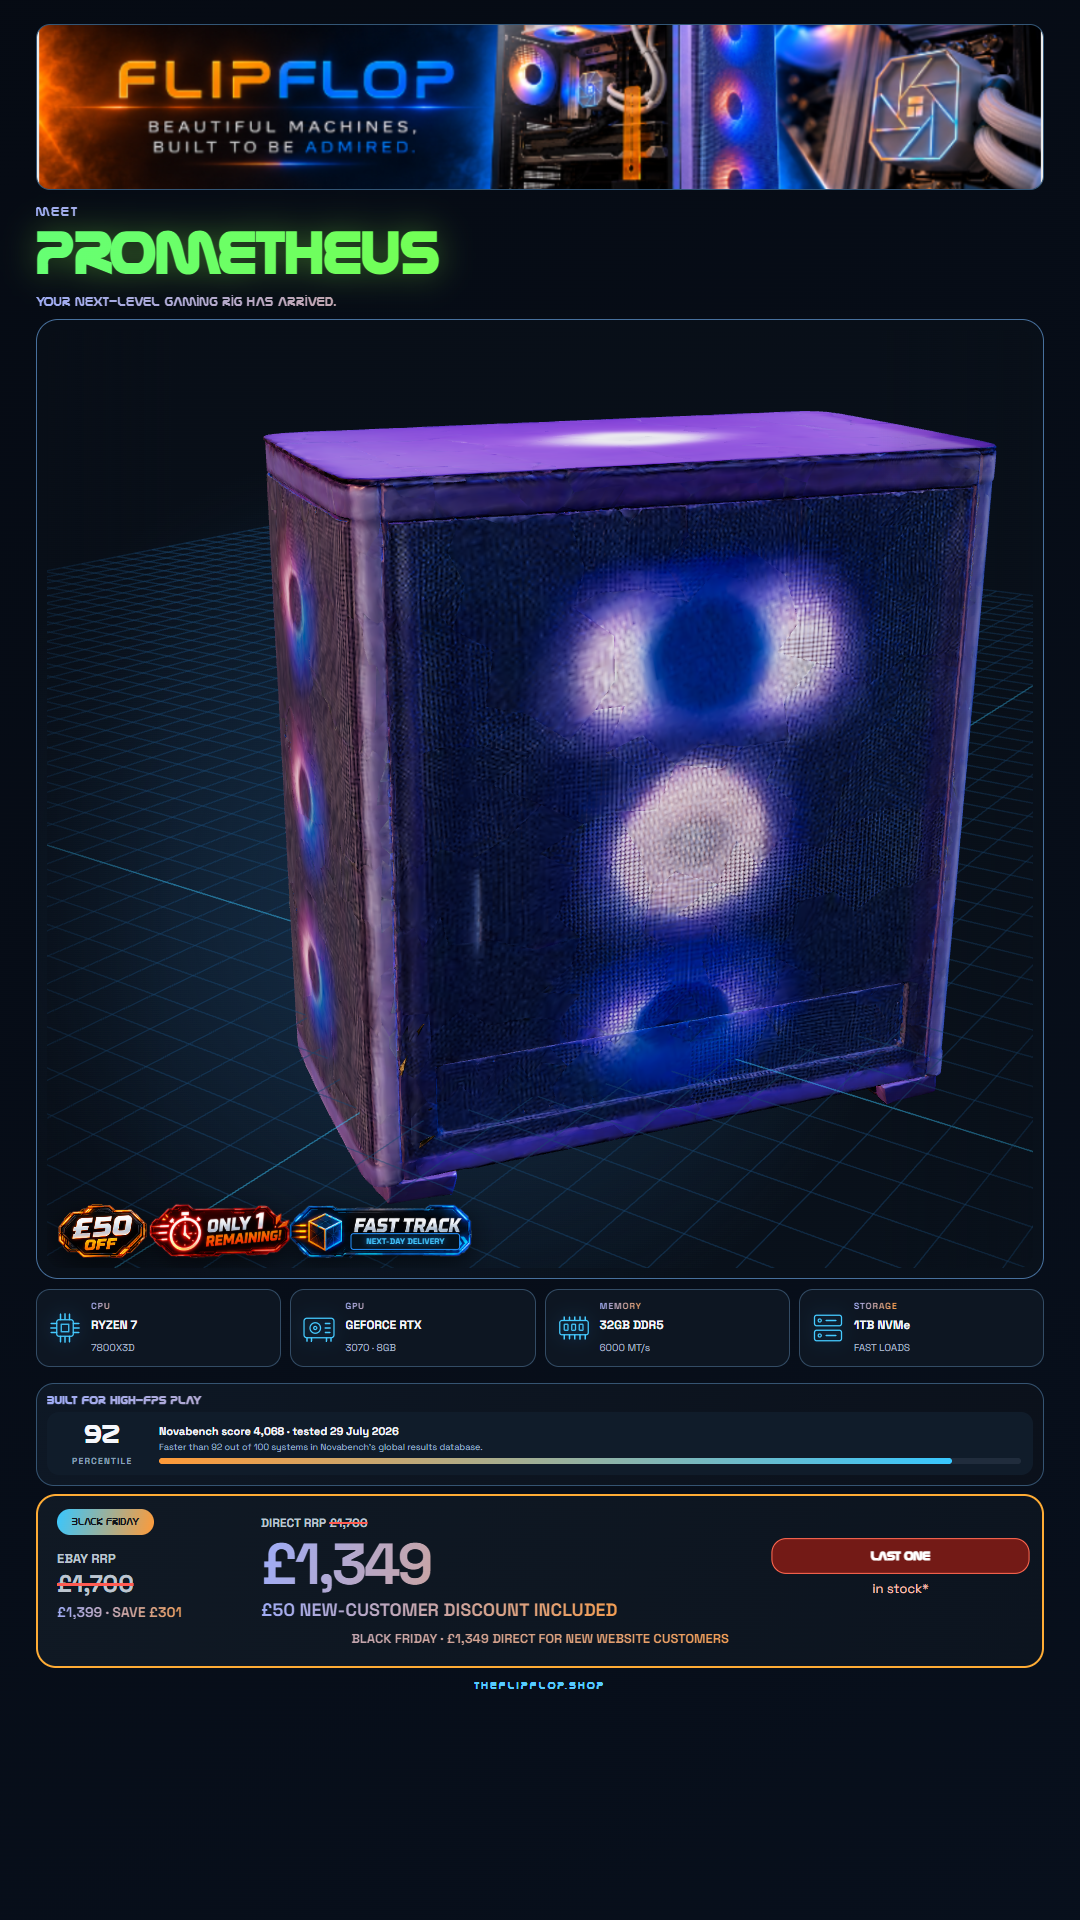 FLIPFLOP
BEAUTIFUL MACHINES,
BUILT TO BE ADMIRED.
MEET
PROMETHEUS
YOUR NEXT-LEVEL GAMING RIG HAS ARRIVED.
£50 OFF
ONLY 1 REMAINING!
FAST TRACK
NEXT-DAY DELIVERY
CPU
RYZEN 7
7800X3D
GPU
GEFORCE RTX
3070 · 8GB
MEMORY
32GB DDR5
6000 MT/s
STORAGE
1TB NVMe
FAST LOADS
BUILT FOR HIGH-FPS PLAY
92
PERCENTILE
Novabench score 4,068 · tested 29 July 2026
Faster than 92 out of 100 systems in Novabench's global results database.
BLACK FRIDAY
EBAY RRP
£1,700
£1,399 · SAVE £301
DIRECT RRP £1,700
£1,349
£50 NEW-CUSTOMER DISCOUNT INCLUDED
BLACK FRIDAY · £1,349 DIRECT FOR NEW WEBSITE CUSTOMERS
LAST ONE
in stock*
THEFLIPFLOP.SHOP